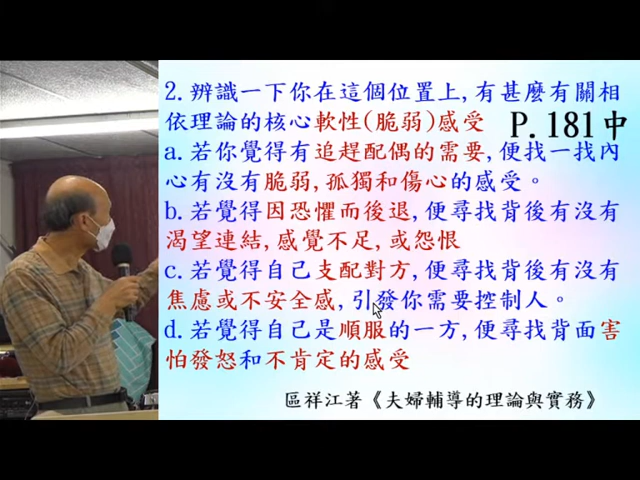 2.辨識一下你在這個位置上,有甚麼有關相
依理論的核心軟性(脆弱)感受 P.181中
a.若你覺得有追趕配偶的需要,便找一找內
心有沒有脆弱,孤獨和傷心的感受。
b.若覺得因恐懼而後退,便尋找背後有沒有
渴望連結,感覺不足,或怨恨
c.若覺得自己支配對方,便尋找背後有沒有
焦慮或不安全感,引發你需要控制人。
d.若覺得自己是順服的一方,便尋找背面害
怕發怒和不肯定的感受
區祥江著《夫婦輔導的理論與實務》